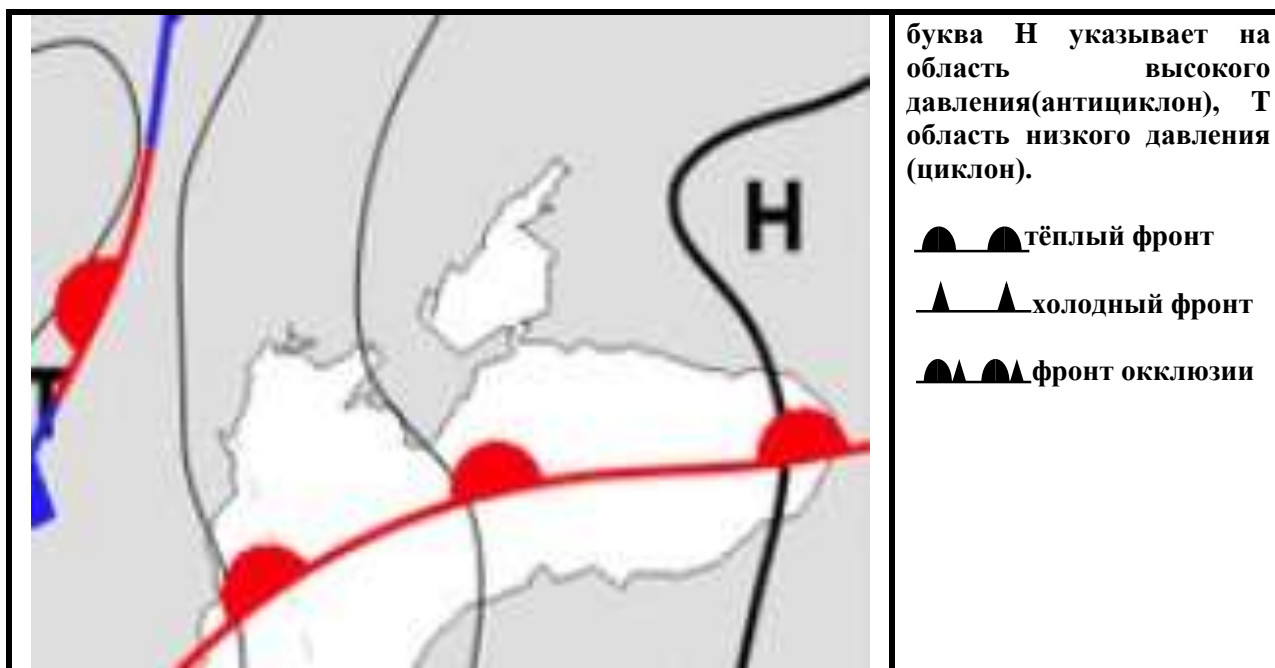 Н
Т
буква Н указывает на
область высокого
давления(антициклон), Т
область низкого давления
(циклон).
тёплый фронт
холодный фронт
фронт окклюзии